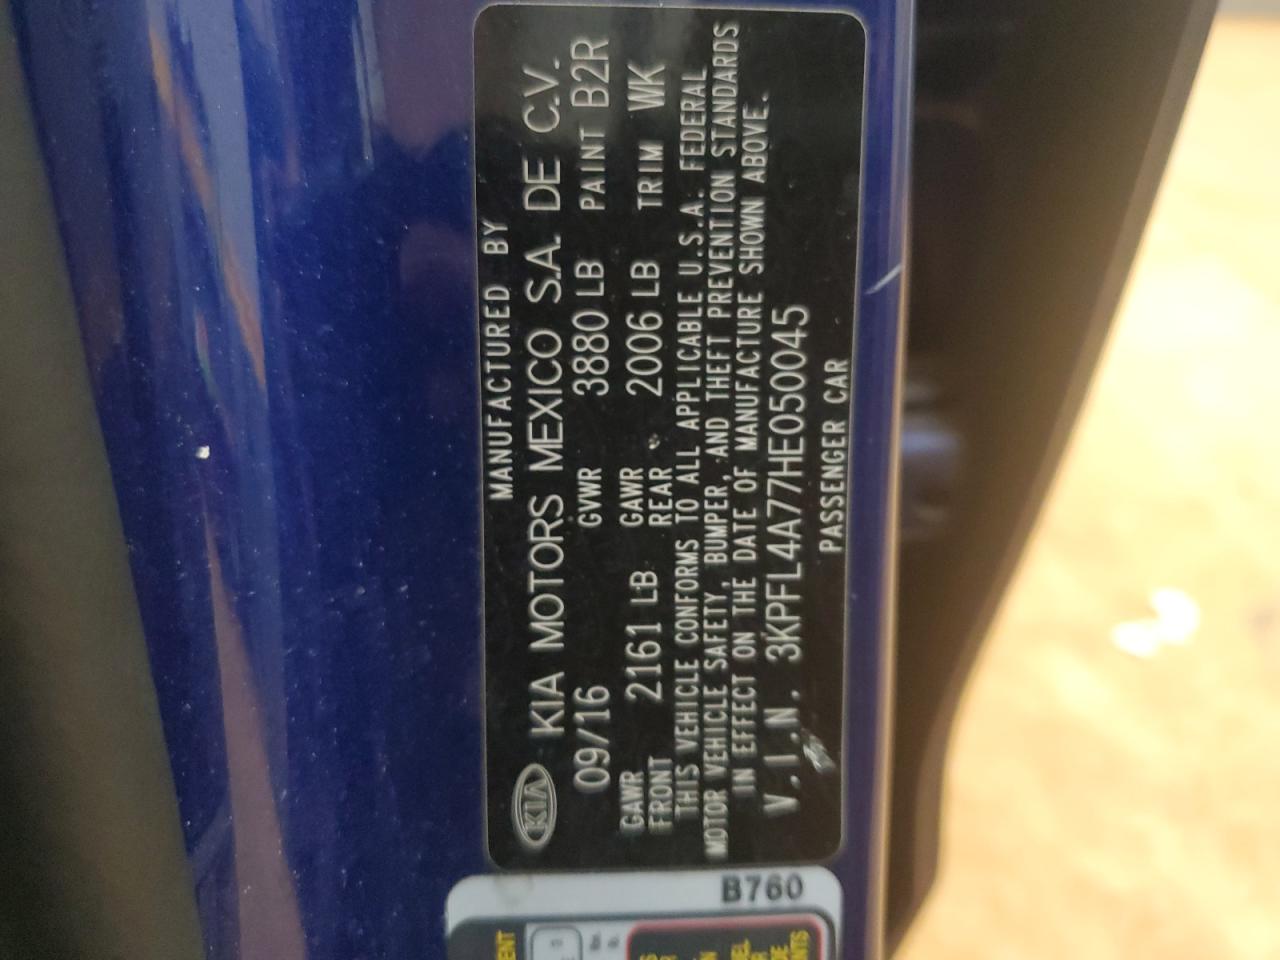 MANUFACTURED BY
KIA KIA MOTORS MEXICO S.A. DE C.V.
09/16 GVWR 3880 LB PAINT B2R
GAWR FRONT 2161 LB GAWR REAR 2006 LB TRIM WK
THIS VEHICLE CONFORMS TO ALL APPLICABLE U.S.A. FEDERAL
MOTOR VEHICLE SAFETY, BUMPER, AND THEFT PREVENTION STANDARDS
IN EFFECT ON THE DATE OF MANUFACTURE SHOWN ABOVE.
V.I.N. 3KPFL4A77HE050045
PASSENGER CAR
B760